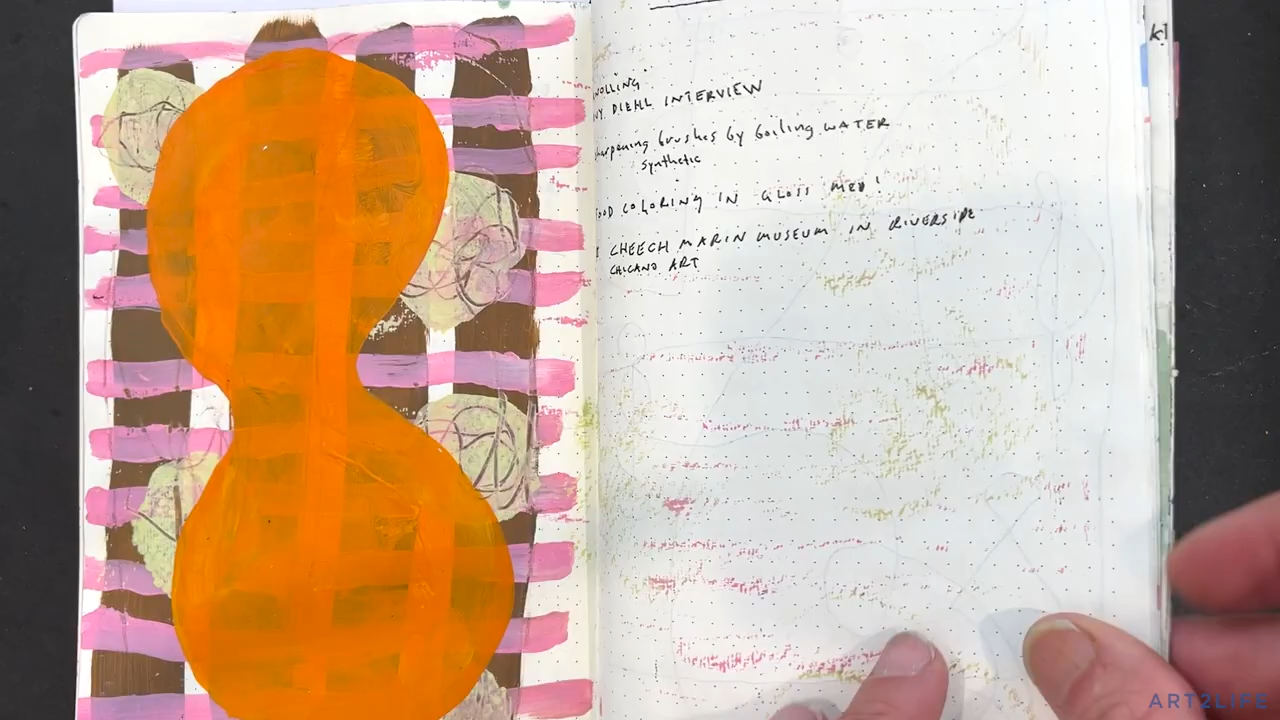 NOLLING
DIEHL INTERVIEW
sharpening brushes by boiling WATER
synthetic
FOOD COLORING IN GLOSS MED!
CHEECH MARIN MUSEUM IN RIVERSIDE
CHICANO ART
ART2LIFE